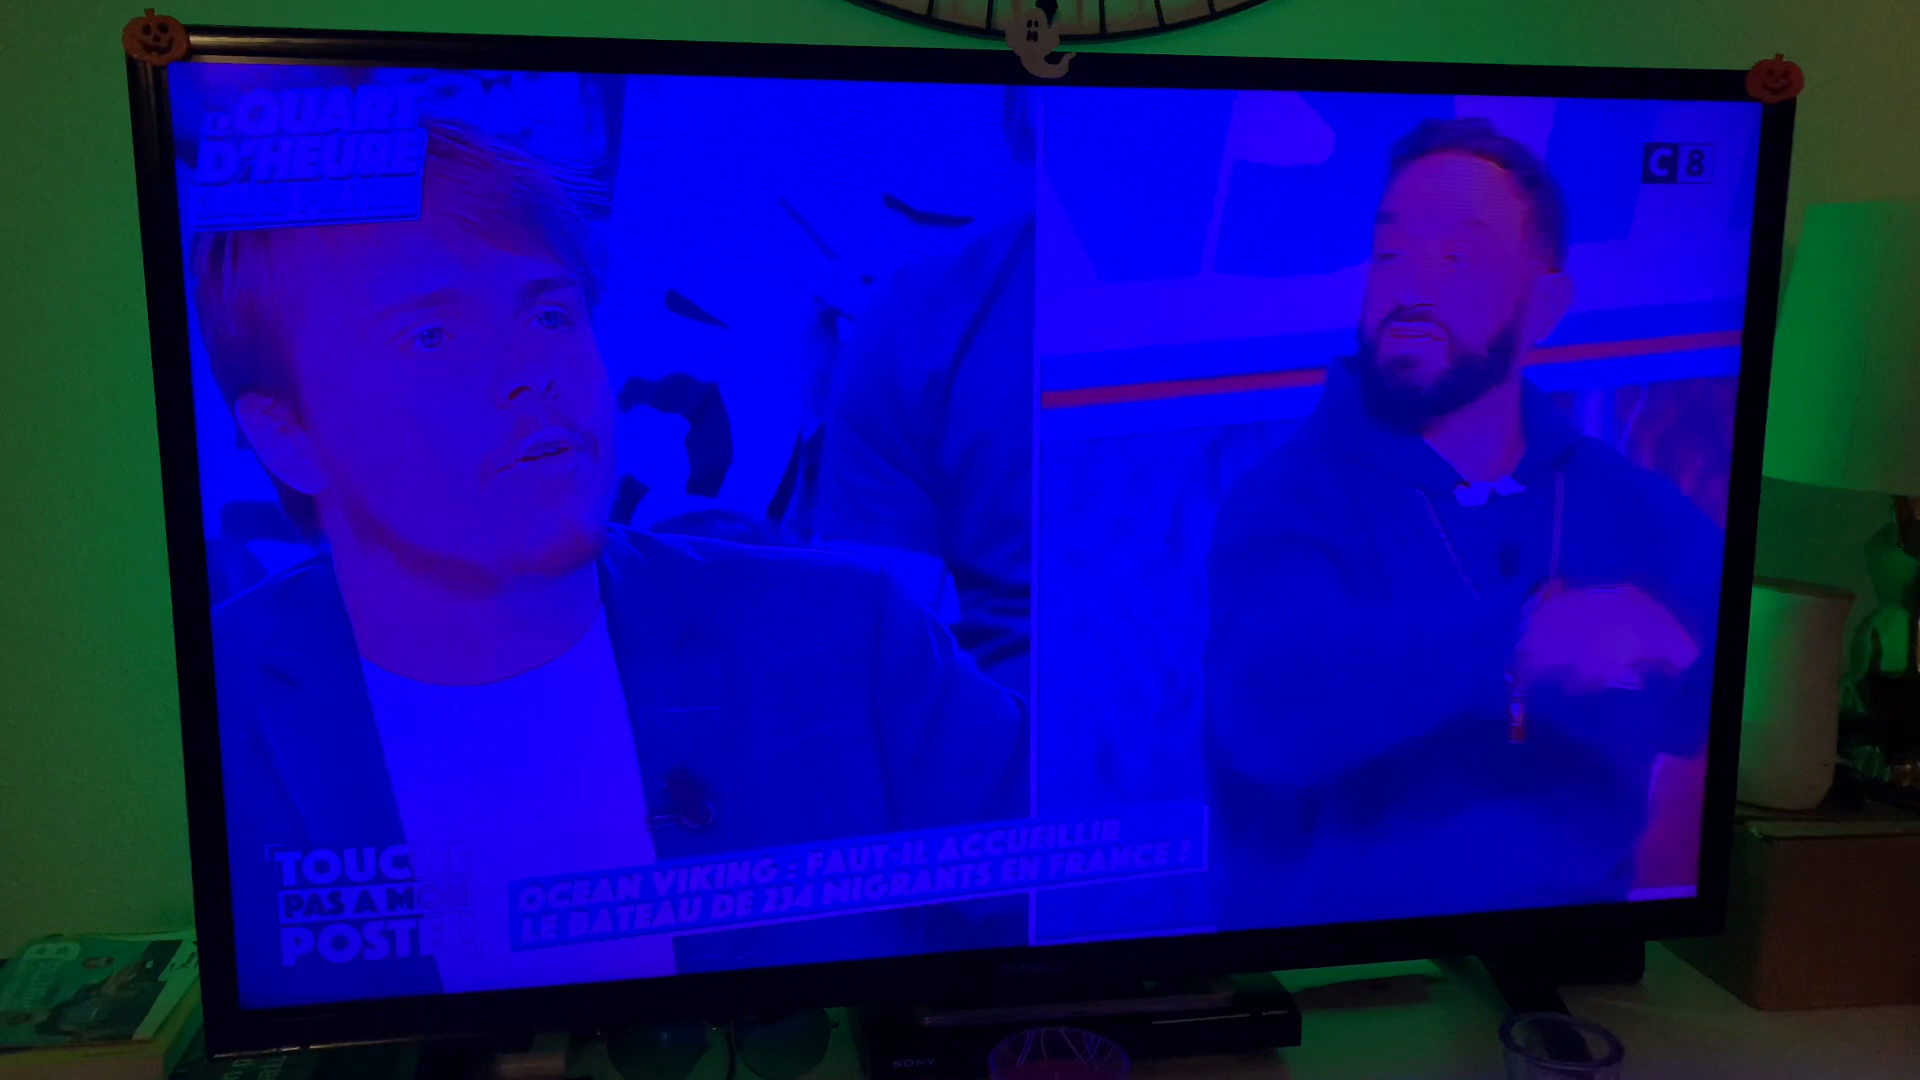 LE QUART
D'HEURE
C8
TOUCHE
PAS A MON
POSTE!
OCEAN VIKING : FAUT-IL ACCUEILLIR
LE BATEAU DE 234 MIGRANTS EN FRANCE ?
SONY